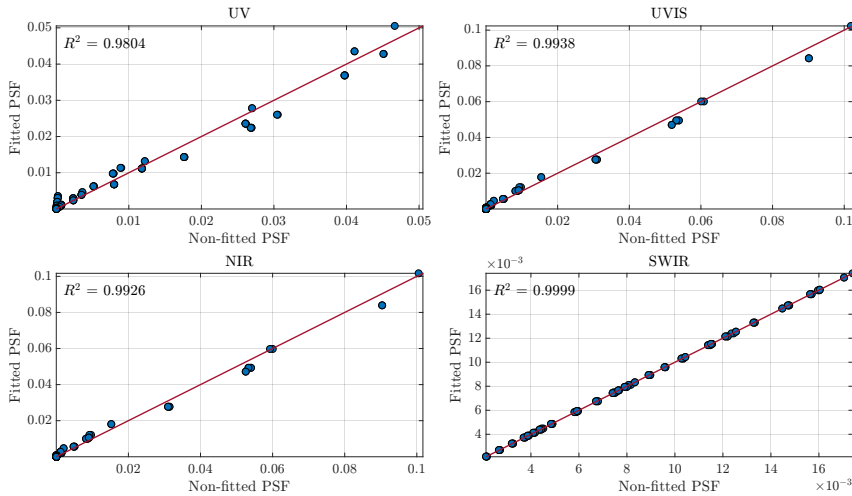 UV
R² = 0.9804
Fitted PSF
0.05
0.04
0.03
0.02
0.01
0.01 0.02 0.03 0.04 0.05
Non-fitted PSF
UVIS
R² = 0.9938
Fitted PSF
0.1
0.08
0.06
0.04
0.02
0.02 0.04 0.06 0.08 0.1
Non-fitted PSF
NIR
R² = 0.9926
Fitted PSF
0.1
0.08
0.06
0.04
0.02
0.02 0.04 0.06 0.08 0.1
Non-fitted PSF
×10⁻³
SWIR
R² = 0.9999
Fitted PSF
16
14
12
10
8
6
4
4 6 8 10 12 14 16
Non-fitted PSF
×10⁻³